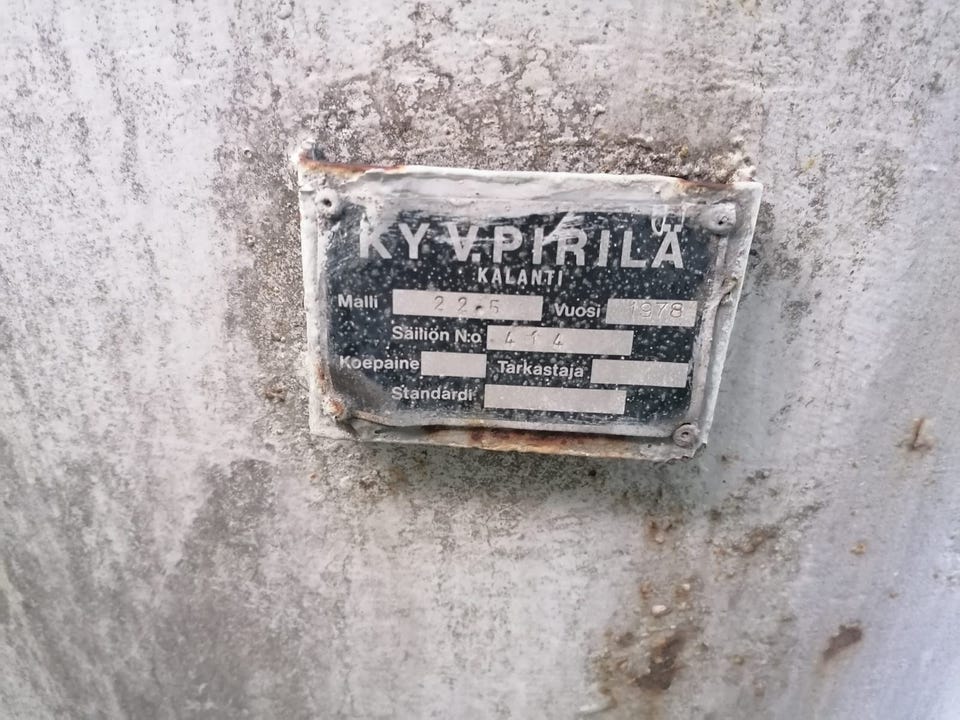 KY V.PIRILÄ
KALANTI
Malli 22.5 Vuosi 1978
Säiliön N:o 414
Koepaine Tarkastaja
Standardi